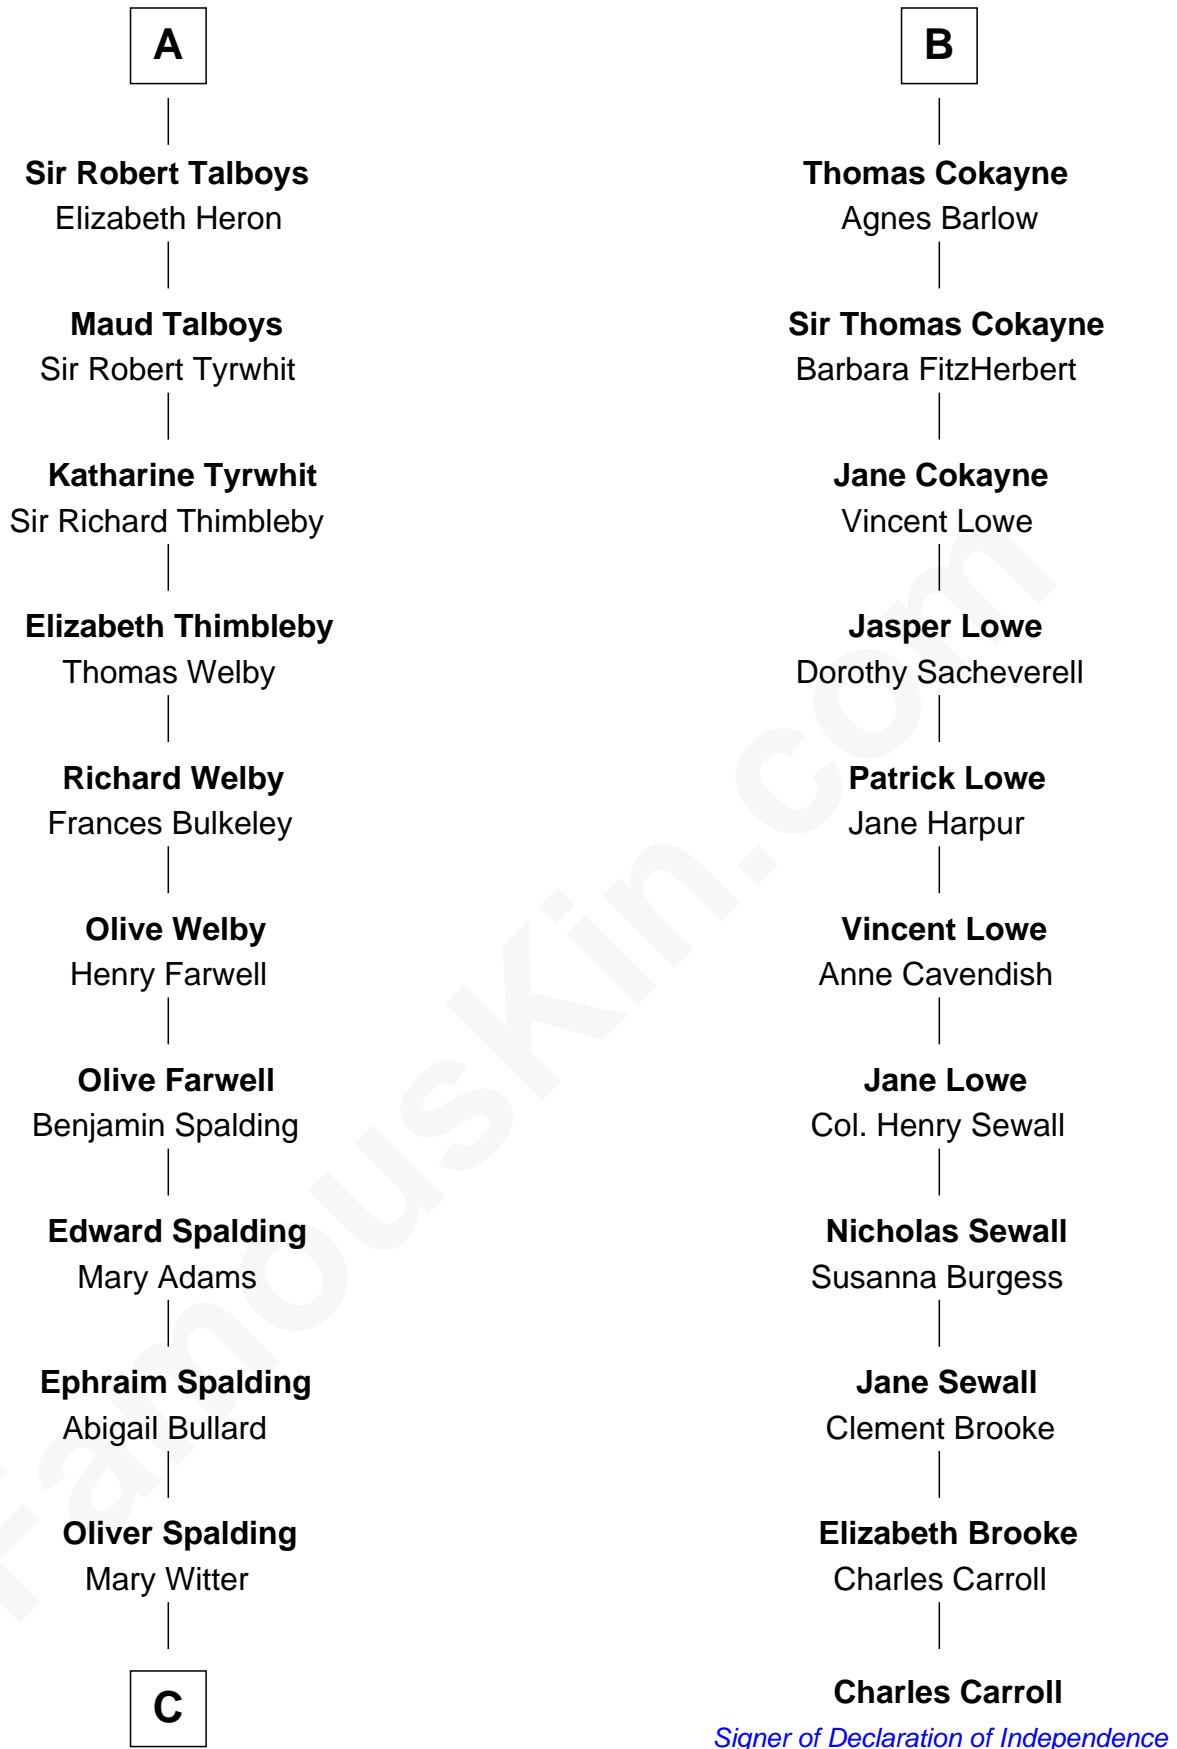 A
Sir Robert Talboys
Elizabeth Heron
Maud Talboys
Sir Robert Tyrwhit
Katharine Tyrwhit
Sir Richard Thimbleby
Elizabeth Thimbleby
Thomas Welby
Richard Welby
Frances Bulkeley
Olive Welby
Henry Farwell
Olive Farwell
Benjamin Spalding
Edward Spalding
Mary Adams
Ephraim Spalding
Abigail Bullard
Oliver Spalding
Mary Witter
C
B
Thomas Cokayne
Agnes Barlow
Sir Thomas Cokayne
Barbara FitzHerbert
Jane Cokayne
Vincent Lowe
Jasper Lowe
Dorothy Sacheverell
Patrick Lowe
Jane Harpur
Vincent Lowe
Anne Cavendish
Jane Lowe
Col. Henry Sewall
Nicholas Sewall
Susanna Burgess
Jane Sewall
Clement Brooke
Elizabeth Brooke
Charles Carroll
Charles Carroll
Signer of Declaration of Independence
FamousKin.com